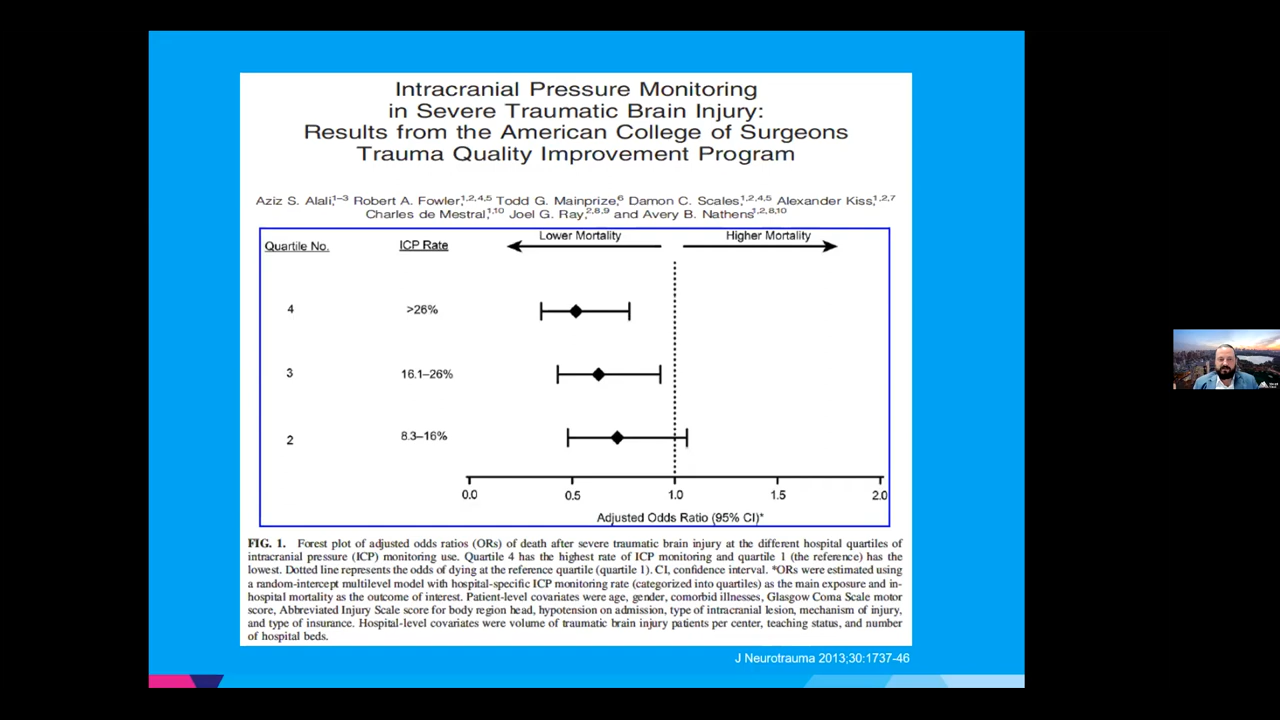 Intracranial Pressure Monitoring
in Severe Traumatic Brain Injury:
Results from the American College of Surgeons
Trauma Quality Improvement Program
Aziz S. Alali,1–3 Robert A. Fowler,1,2,4,5 Todd G. Mainprize,6 Damon C. Scales,1,2,4,5 Alexander Kiss,1,2,7
Charles de Mestral,1,10 Joel G. Ray,2,8,9 and Avery B. Nathens1,2,8,10
Lower Mortality Higher Mortality
Quartile No. ICP Rate
4 >26%
3 16.1–26%
2 8.3–16%
0.0 0.5 1.0 1.5 2.0
Adjusted Odds Ratio (95% CI)*
FIG. 1. Forest plot of adjusted odds ratios (ORs) of death after severe traumatic brain injury at the different hospital quartiles of
intracranial pressure (ICP) monitoring use. Quartile 4 has the highest rate of ICP monitoring and quartile 1 (the reference) has the
lowest. Dotted line represents the odds of dying at the reference quartile (quartile 1). CI, confidence interval. *ORs were estimated using
a random-intercept multilevel model with hospital-specific ICP monitoring rate (categorized into quartiles) as the main exposure and in-
hospital mortality as the outcome of interest. Patient-level covariates were age, gender, comorbid illnesses, Glasgow Coma Scale motor
score, Abbreviated Injury Scale score for body region head, hypotension on admission, type of intracranial lesion, mechanism of injury,
and type of insurance. Hospital-level covariates were volume of traumatic brain injury patients per center, teaching status, and number
of hospital beds.
J Neurotrauma 2013;30:1737-46